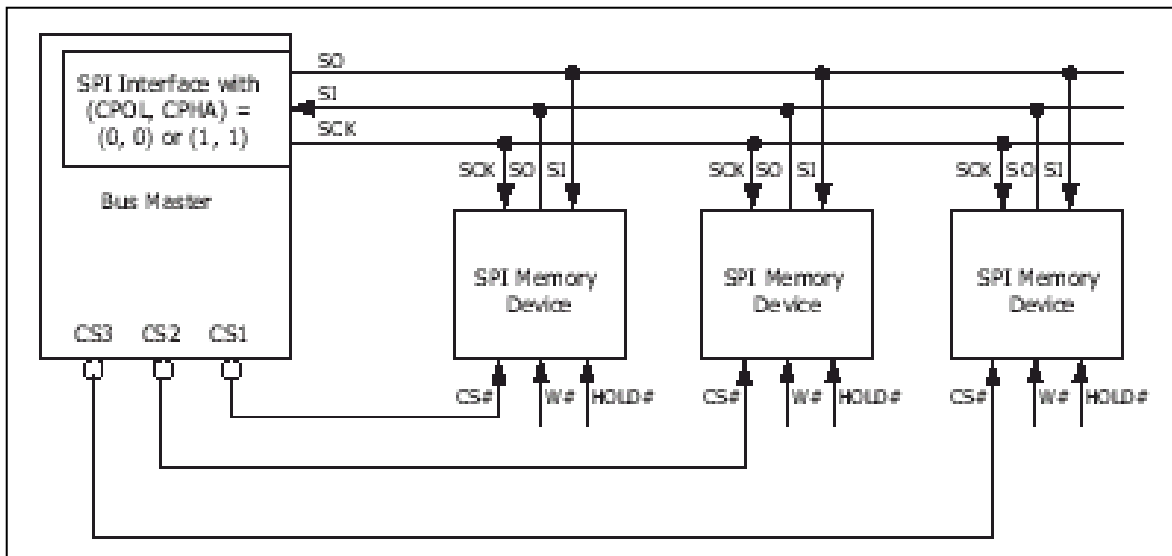 SPI Interface with
(CPOL, CPHA) =
(0, 0) or (1, 1)
Bus Master
CS3 CS2 CS1
SO
SI
SCK
SCK SO SI
SCK SO SI
SCK SO SI
SPI Memory
Device
SPI Memory
Device
SPI Memory
Device
CS# W# HOLD#
CS# W# HOLD#
CS# W# HOLD#